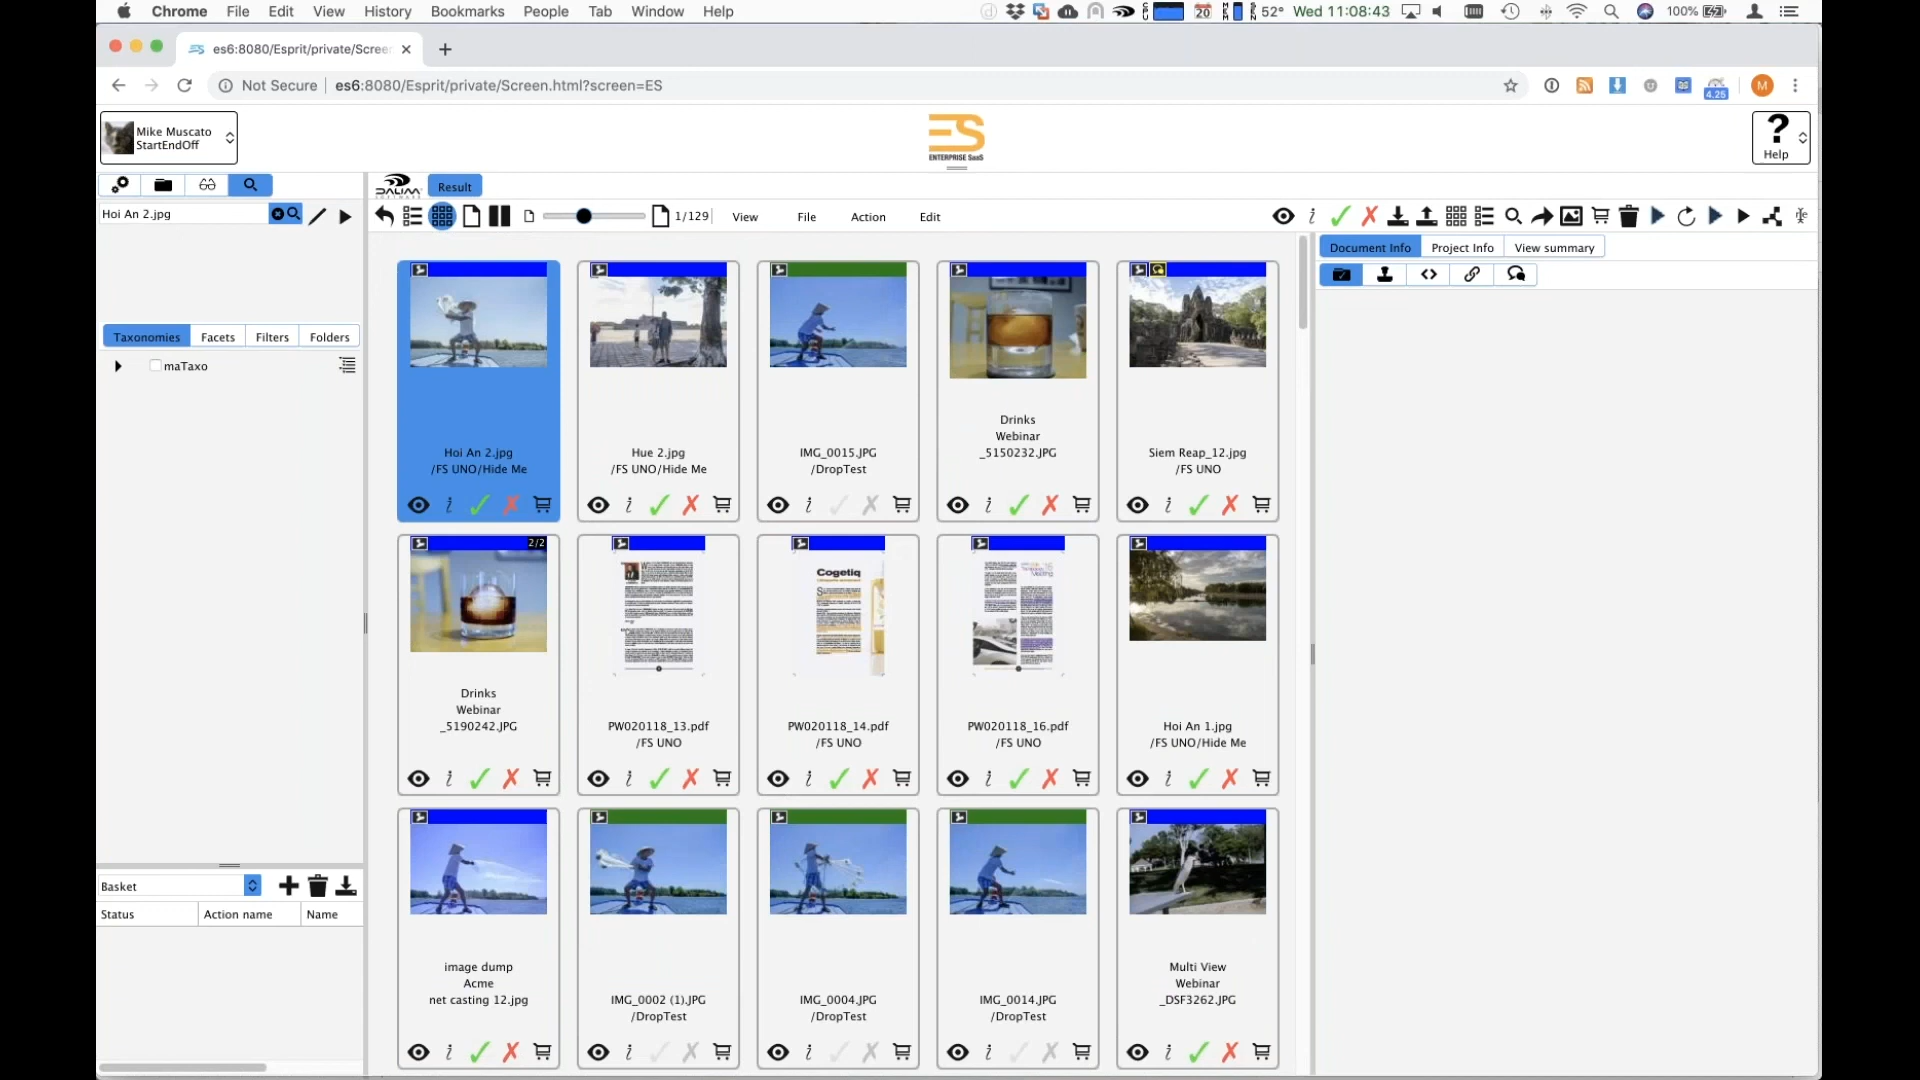 Chrome File Edit View History Bookmarks People Tab Window Help
20 52° Wed 11:08:43 100%
es6:8080/Esprit/private/Scree
Not Secure es6:8080/Esprit/private/Screen.html?screen=ES
4.25 M
Mike Muscato
StartEndOff
ES
ENTERPRISE SaaS
?
Help
DALIM
SOFTWARE
Result
Hoi An 2.jpg
1/129 View File Action Edit
Document Info Project Info View summary
Taxonomies Facets Filters Folders
maTaxo
Hoi An 2.jpg
/FS UNO/Hide Me
Hue 2.jpg
/FS UNO/Hide Me
IMG_0015.JPG
/DropTest
Drinks
Webinar
_5150232.JPG
Siem Reap_12.jpg
/FS UNO
2/2
Drinks
Webinar
_5190242.JPG
PW020118_13.pdf
/FS UNO
Cogetiq
PW020118_14.pdf
/FS UNO
PW020118_16.pdf
/FS UNO
Hoi An 1.jpg
/FS UNO/Hide Me
image dump
Acme
net casting 12.jpg
IMG_0002 (1).JPG
/DropTest
IMG_0004.JPG
/DropTest
IMG_0014.JPG
/DropTest
Multi View
Webinar
_DSF3262.JPG
Basket
Status Action name Name